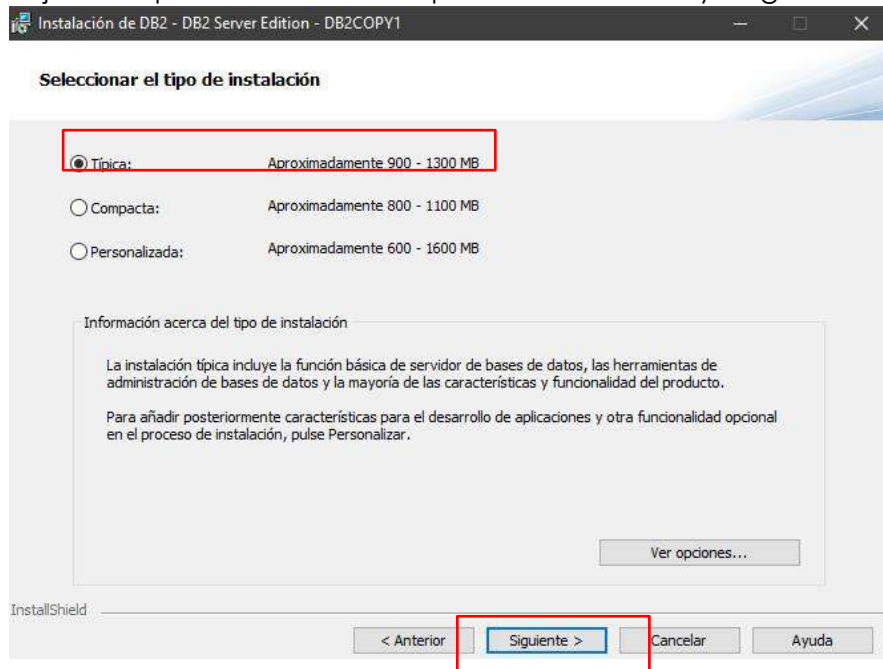 Instalación de DB2 - DB2 Server Edition - DB2COPY1
Seleccionar el tipo de instalación
Típica: Aproximadamente 900 - 1300 MB
Compacta: Aproximadamente 800 - 1100 MB
Personalizada: Aproximadamente 600 - 1600 MB
Información acerca del tipo de instalación
La instalación típica incluye la función básica de servidor de bases de datos, las herramientas de
administración de bases de datos y la mayoría de las características y funcionalidad del producto.
Para añadir posteriormente características para el desarrollo de aplicaciones y otra funcionalidad opcional
en el proceso de instalación, pulse Personalizar.
Ver opciones...
InstallShield
< Anterior Siguiente > Cancelar Ayuda